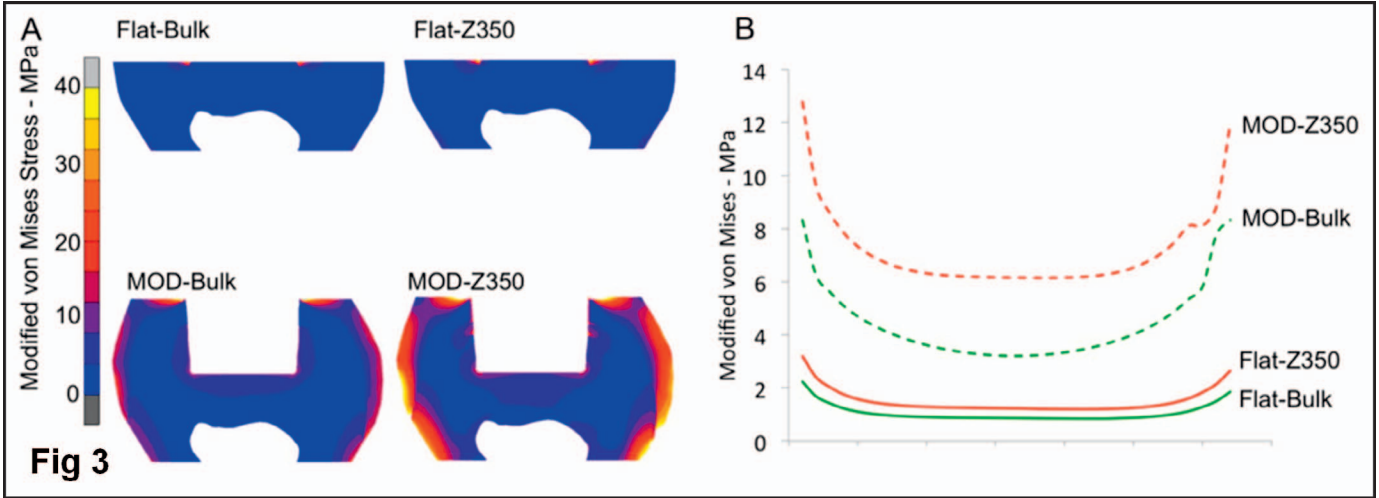 A
Flat-Bulk
Flat-Z350
Modified von Mises Stress - MPa
40
30
20
10
0
MOD-Bulk
MOD-Z350
Fig 3
B
Modified von Mises - MPa
14
12
10
8
6
4
2
0
MOD-Z350
MOD-Bulk
Flat-Z350
Flat-Bulk